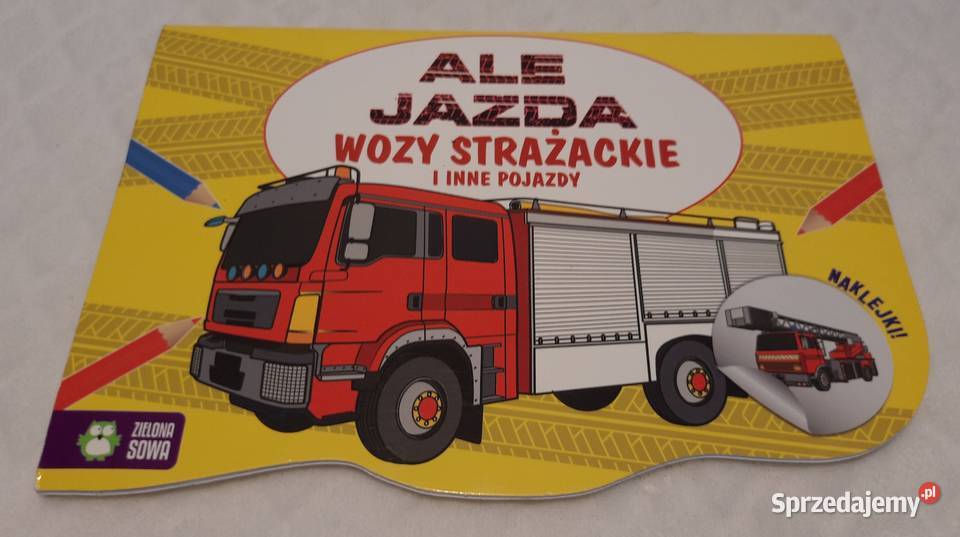 ALE
JAZDA
WOZY STRAŻACKIE
I INNE POJAZDY
NAKLEJKI!
ZIELONA
SOWA
Sprzedajemy.pl